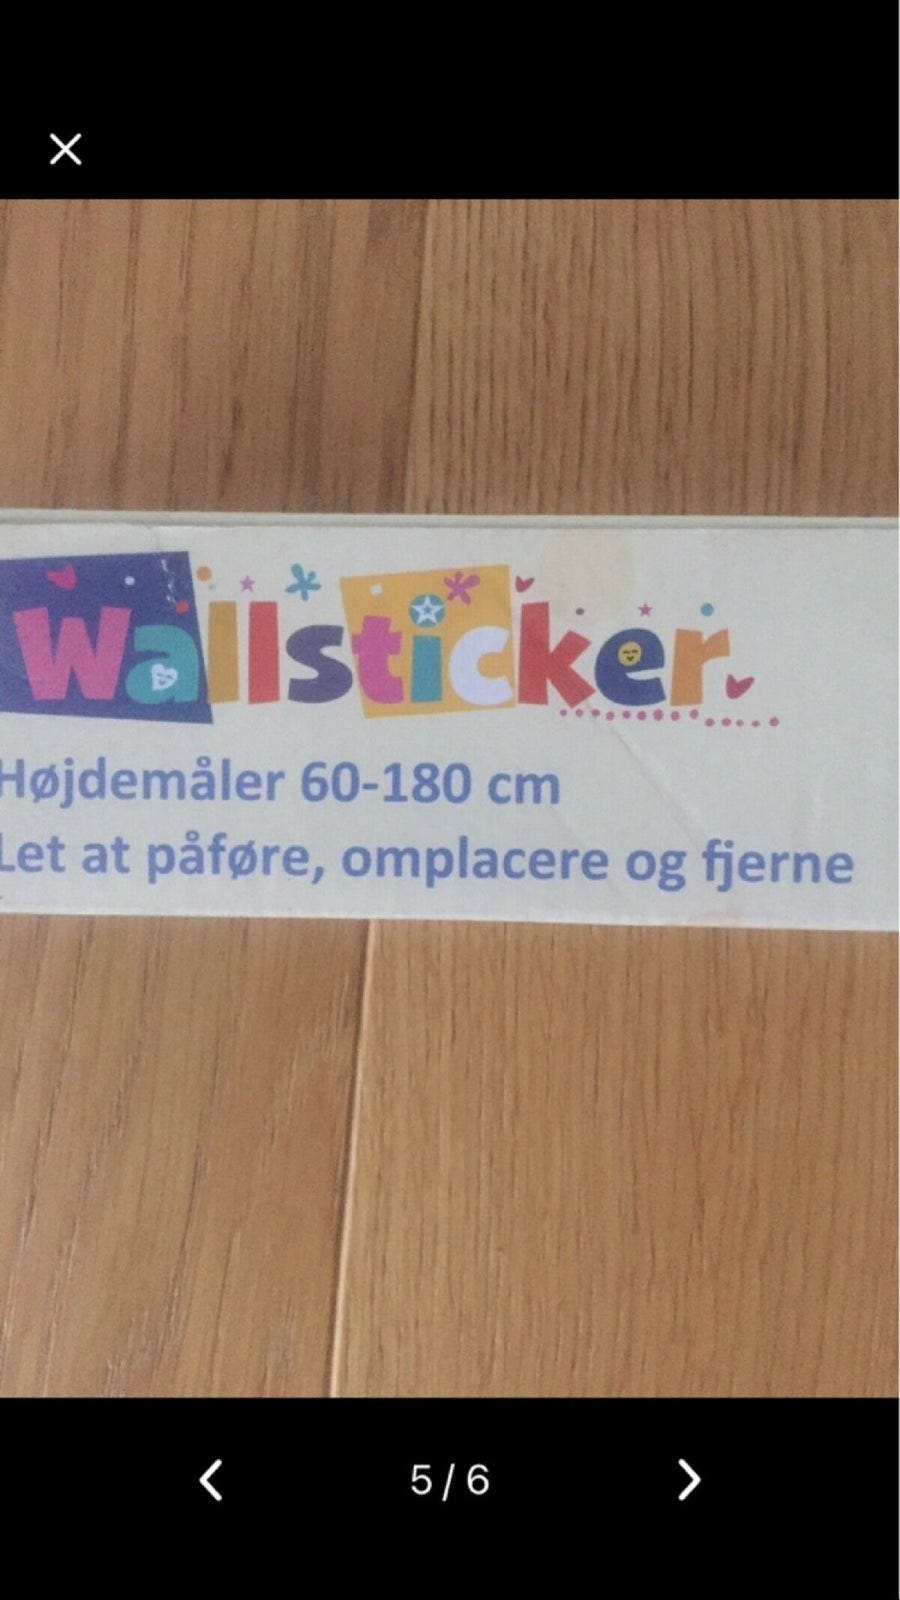 Wallsticker
Højdemåler 60-180 cm
Let at påføre, omplacere og fjerne
5 / 6